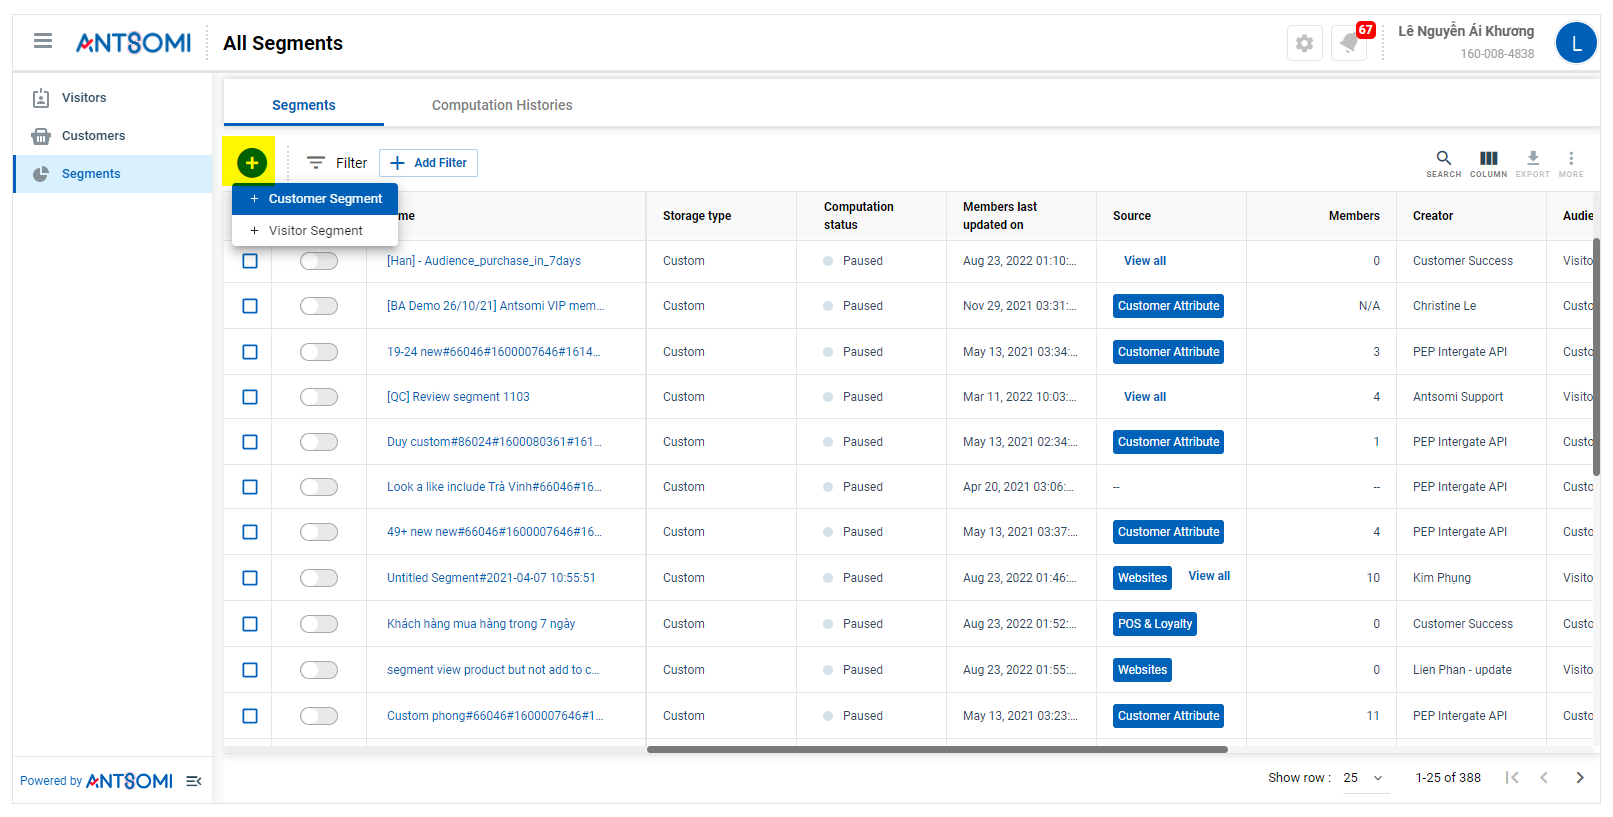 ANTSOMI
All Segments
67
Lê Nguyễn Ái Khương
160-008-4838
L
Visitors
Customers
Segments
Segments
Computation Histories
Filter
Add Filter
SEARCH
COLUMN
EXPORT
MORE
+ Customer Segment
+ Visitor Segment
me
Storage type
Computation
status
Members last
updated on
Source
Members
Creator
Audie
[Han] - Audience_purchase_in_7days Custom Paused Aug 23, 2022 01:10:... View all 0 Customer Success Visito
[BA Demo 26/10/21] Antsomi VIP mem... Custom Paused Nov 29, 2021 03:31:... Customer Attribute N/A Christine Le Custo
19-24 new#66046#1600007646#1614... Custom Paused May 13, 2021 03:34:... Customer Attribute 3 PEP Intergate API Custo
[QC] Review segment 1103 Custom Paused Mar 11, 2022 10:03:... View all 4 Antsomi Support Visito
Duy custom#86024#1600080361#161... Custom Paused May 13, 2021 02:34:... Customer Attribute 1 PEP Intergate API Custo
Look a like include Trà Vinh#66046#16... Custom Paused Apr 20, 2021 03:06:... -- -- PEP Intergate API Custo
49+ new new#66046#1600007646#16... Custom Paused May 13, 2021 03:37:... Customer Attribute 4 PEP Intergate API Custo
Untitled Segment#2021-04-07 10:55:51 Custom Paused Aug 23, 2022 01:46:... Websites View all 10 Kim Phụng Visito
Khách hàng mua hàng trong 7 ngày Custom Paused Aug 23, 2022 01:52:... POS & Loyalty 0 Customer Success Custo
segment view product but not add to c... Custom Paused Aug 23, 2022 01:55:... Websites 0 Lien Phan - update Visito
Custom phong#66046#1600007646#1... Custom Paused May 13, 2021 03:23:... Customer Attribute 11 PEP Intergate API Custo
Powered by ANTSOMI
Show row : 25 1-25 of 388